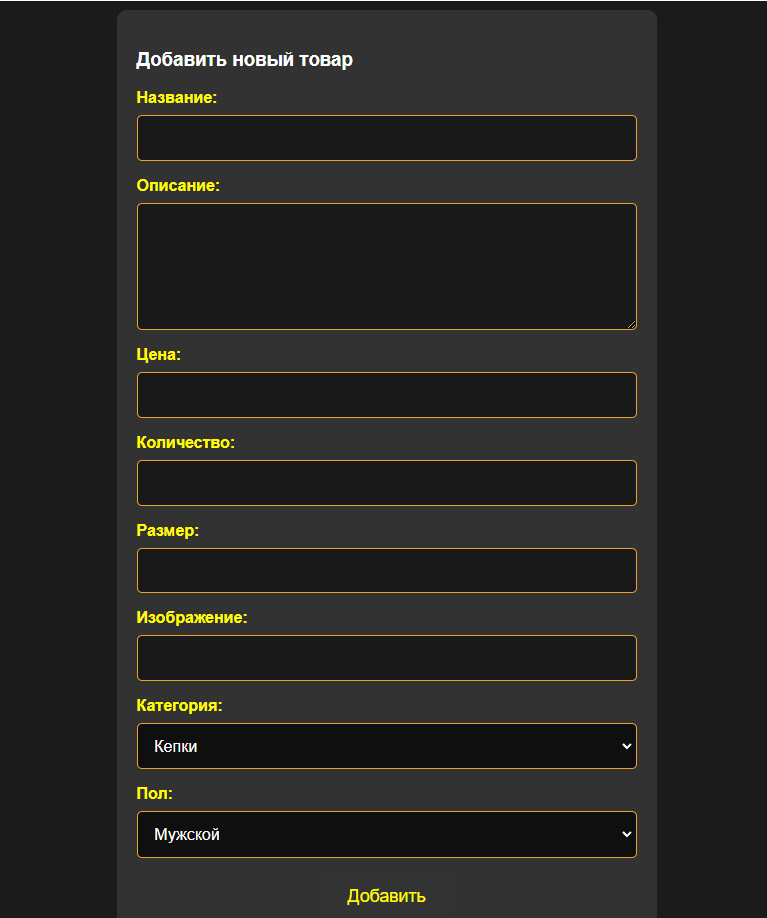 Добавить новый товар
Название:
Описание:
Цена:
Количество:
Размер:
Изображение:
Категория:
Кепки
Пол:
Мужской
Добавить